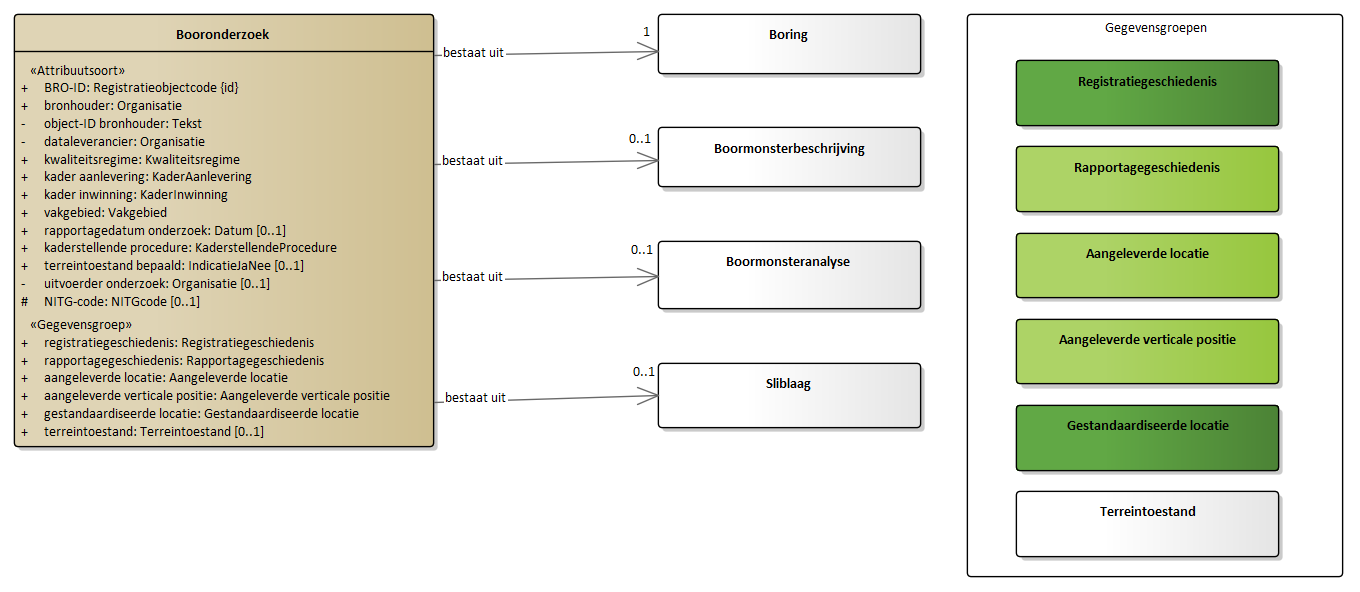 Booronderzoek
«Attribuutsoort»
+ BRO-ID: Registratieobjectcode {id}
+ bronhouder: Organisatie
- object-ID bronhouder: Tekst
- dataleverancier: Organisatie
+ kwaliteitsregime: Kwaliteitsregime
+ kader aanlevering: KaderAanlevering
+ kader inwinning: KaderInwinning
+ vakgebied: Vakgebied
+ rapportagedatum onderzoek: Datum [0..1]
+ kaderstellende procedure: KaderstellendeProcedure
+ terreintoestand bepaald: IndicatieJaNee [0..1]
- uitvoerder onderzoek: Organisatie [0..1]
# NITG-code: NITGcode [0..1]
«Gegevensgroep»
+ registratiegeschiedenis: Registratiegeschiedenis
+ rapportagegeschiedenis: Rapportagegeschiedenis
+ aangeleverde locatie: Aangeleverde locatie
+ aangeleverde verticale positie: Aangeleverde verticale positie
+ gestandaardiseerde locatie: Gestandaardiseerde locatie
+ terreintoestand: Terreintoestand [0..1]
bestaat uit
1
Boring
bestaat uit
0..1
Boormonsterbeschrijving
bestaat uit
0..1
Boormonsteranalyse
bestaat uit
0..1
Sliblaag
Gegevensgroepen
Registratiegeschiedenis
Rapportagegeschiedenis
Aangeleverde locatie
Aangeleverde verticale positie
Gestandaardiseerde locatie
Terreintoestand